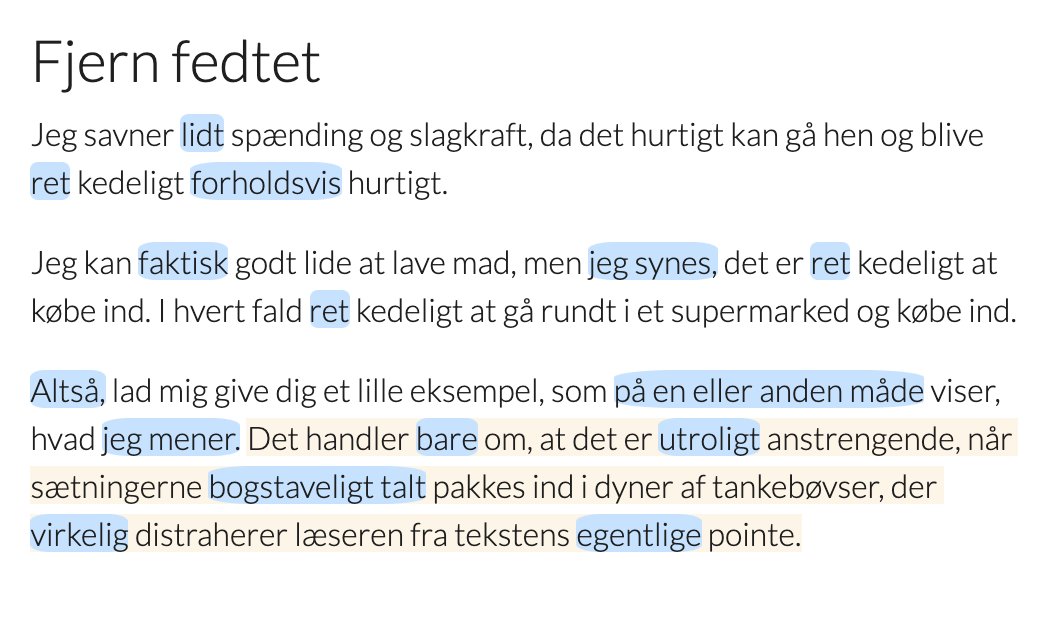 Fjern fedtet
Jeg savner lidt spænding og slagkraft, da det hurtigt kan gå hen og blive
ret kedeligt forholdsvis hurtigt.
Jeg kan faktisk godt lide at lave mad, men jeg synes, det er ret kedeligt at
købe ind. I hvert fald ret kedeligt at gå rundt i et supermarked og købe ind.
Altså, lad mig give dig et lille eksempel, som på en eller anden måde viser,
hvad jeg mener. Det handler bare om, at det er utroligt anstrengende, når
sætningerne bogstaveligt talt pakkes ind i dyner af tankebøvser, der
virkelig distraherer læseren fra tekstens egentlige pointe.